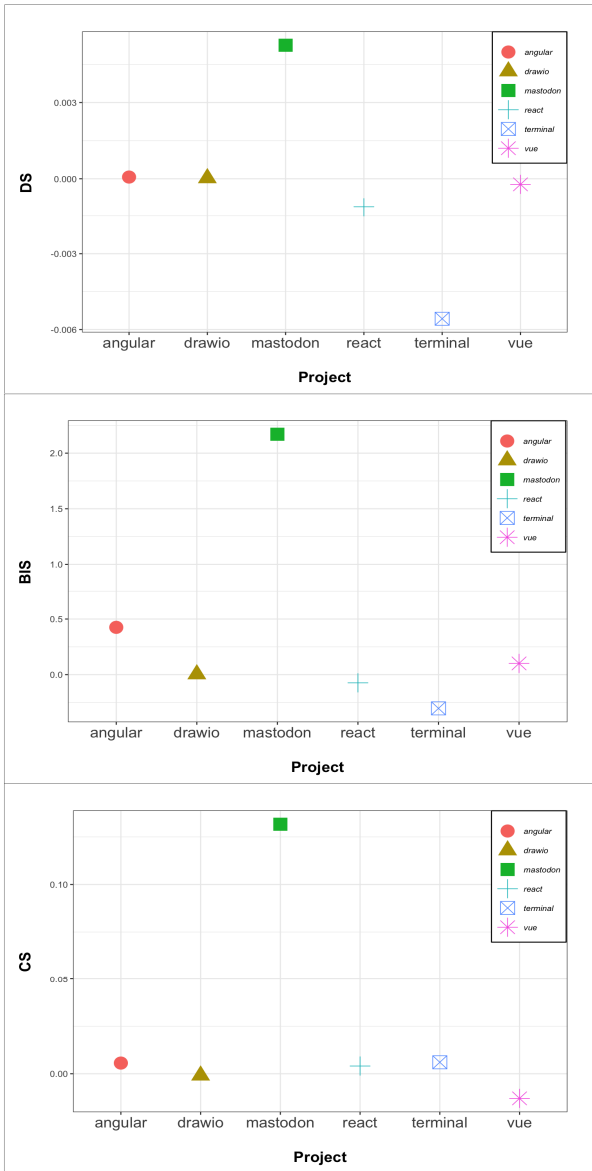 DS
0.003
0.000
-0.003
-0.006
angular
drawio
mastodon
react
terminal
vue
angular drawio mastodon react terminal vue
Project
BIS
2.0
1.5
1.0
0.5
0.0
angular
drawio
mastodon
react
terminal
vue
angular drawio mastodon react terminal vue
Project
CS
0.10
0.05
0.00
angular
drawio
mastodon
react
terminal
vue
angular drawio mastodon react terminal vue
Project